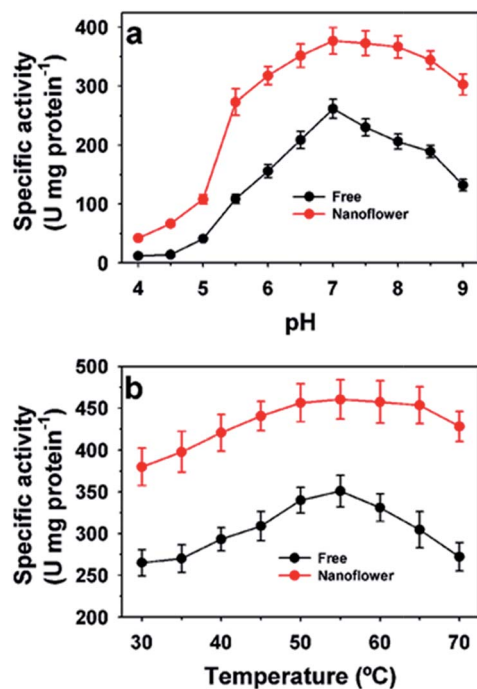 a
Specific activity
(U mg protein⁻¹)
400
300
200
100
0
Free
Nanoflower
4 5 6 7 8 9
pH
b
Specific activity
(U mg protein⁻¹)
500
450
400
350
300
250
200
Free
Nanoflower
30 40 50 60 70
Temperature (ºC)